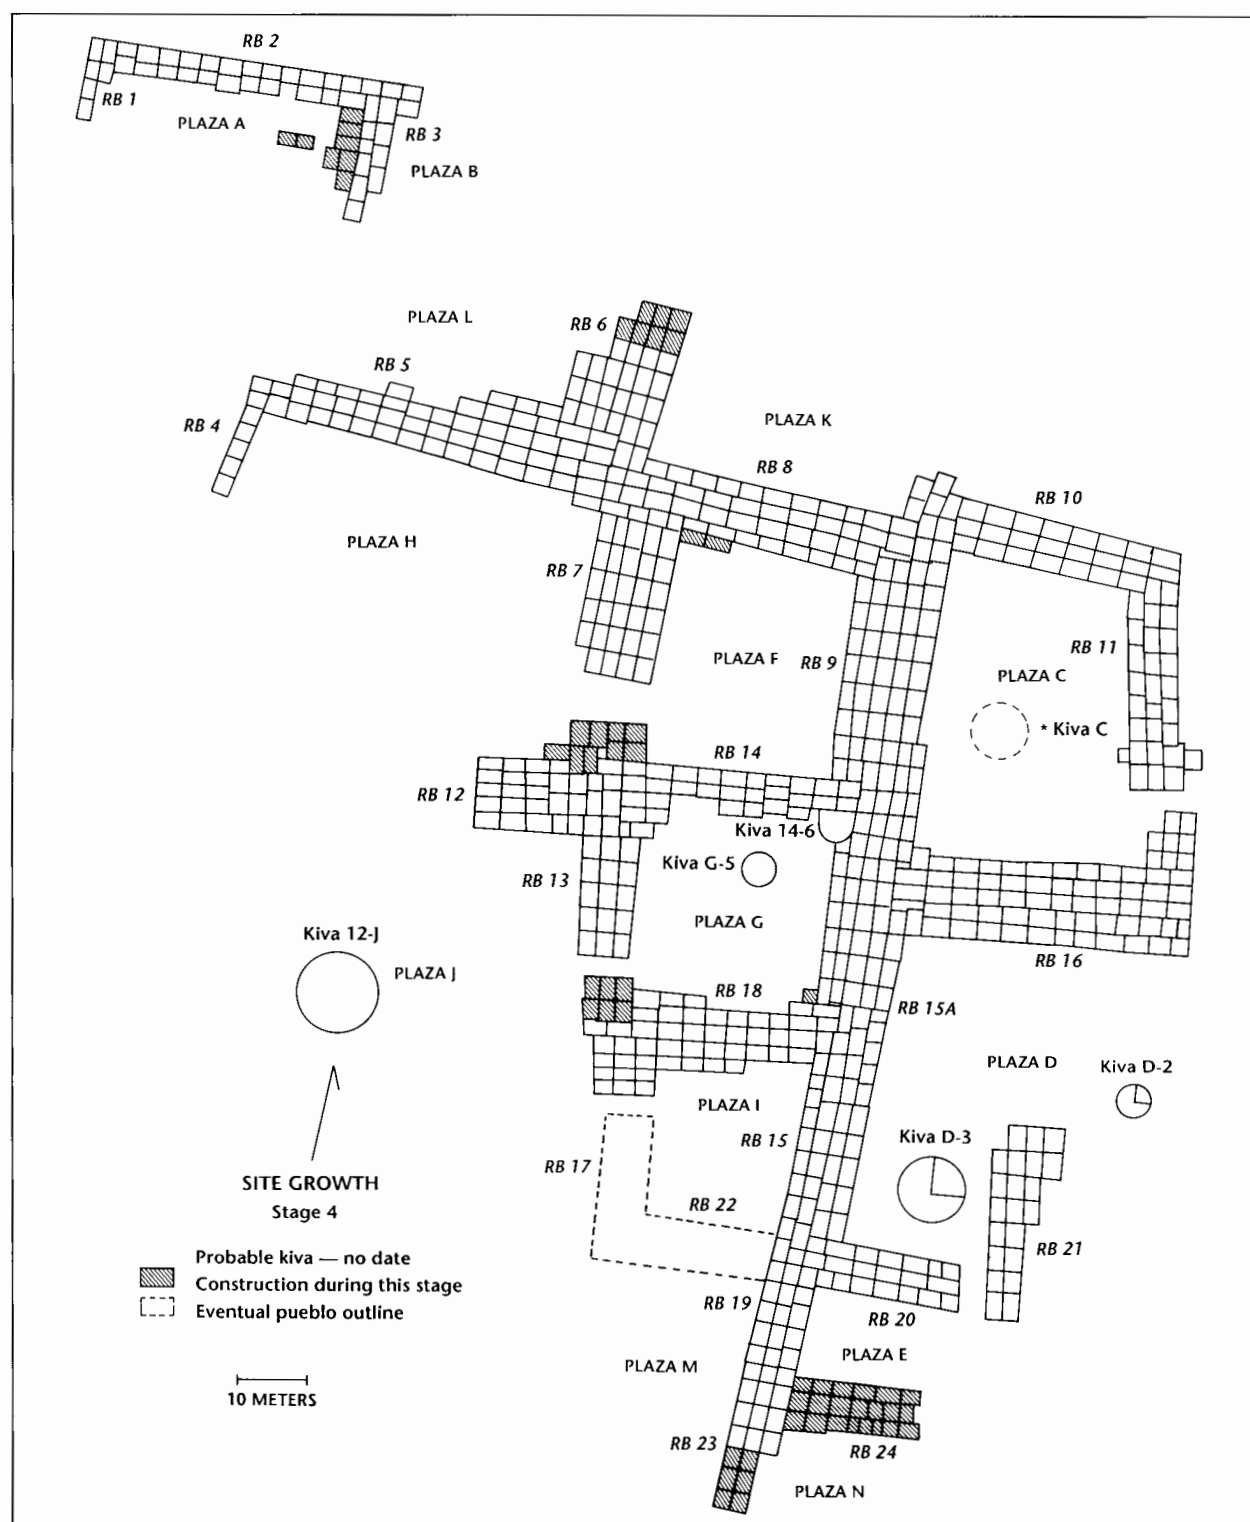 RB 2
RB 1
PLAZA A
RB 3
PLAZA B
PLAZA L
RB 6
RB 5
RB 4
PLAZA K
RB 8
RB 10
PLAZA H
RB 7
PLAZA F
RB 9
RB 11
PLAZA C
* Kiva C
RB 14
RB 12
Kiva 14-6
Kiva G-5
RB 13
PLAZA G
Kiva 12-J
PLAZA J
RB 16
RB 18
RB 15A
PLAZA D
Kiva D-2
PLAZA I
RB 15
Kiva D-3
RB 17
RB 22
SITE GROWTH
Stage 4
RB 21
Probable kiva — no date
Construction during this stage
Eventual pueblo outline
RB 19
RB 20
PLAZA E
PLAZA M
10 METERS
RB 23
RB 24
PLAZA N